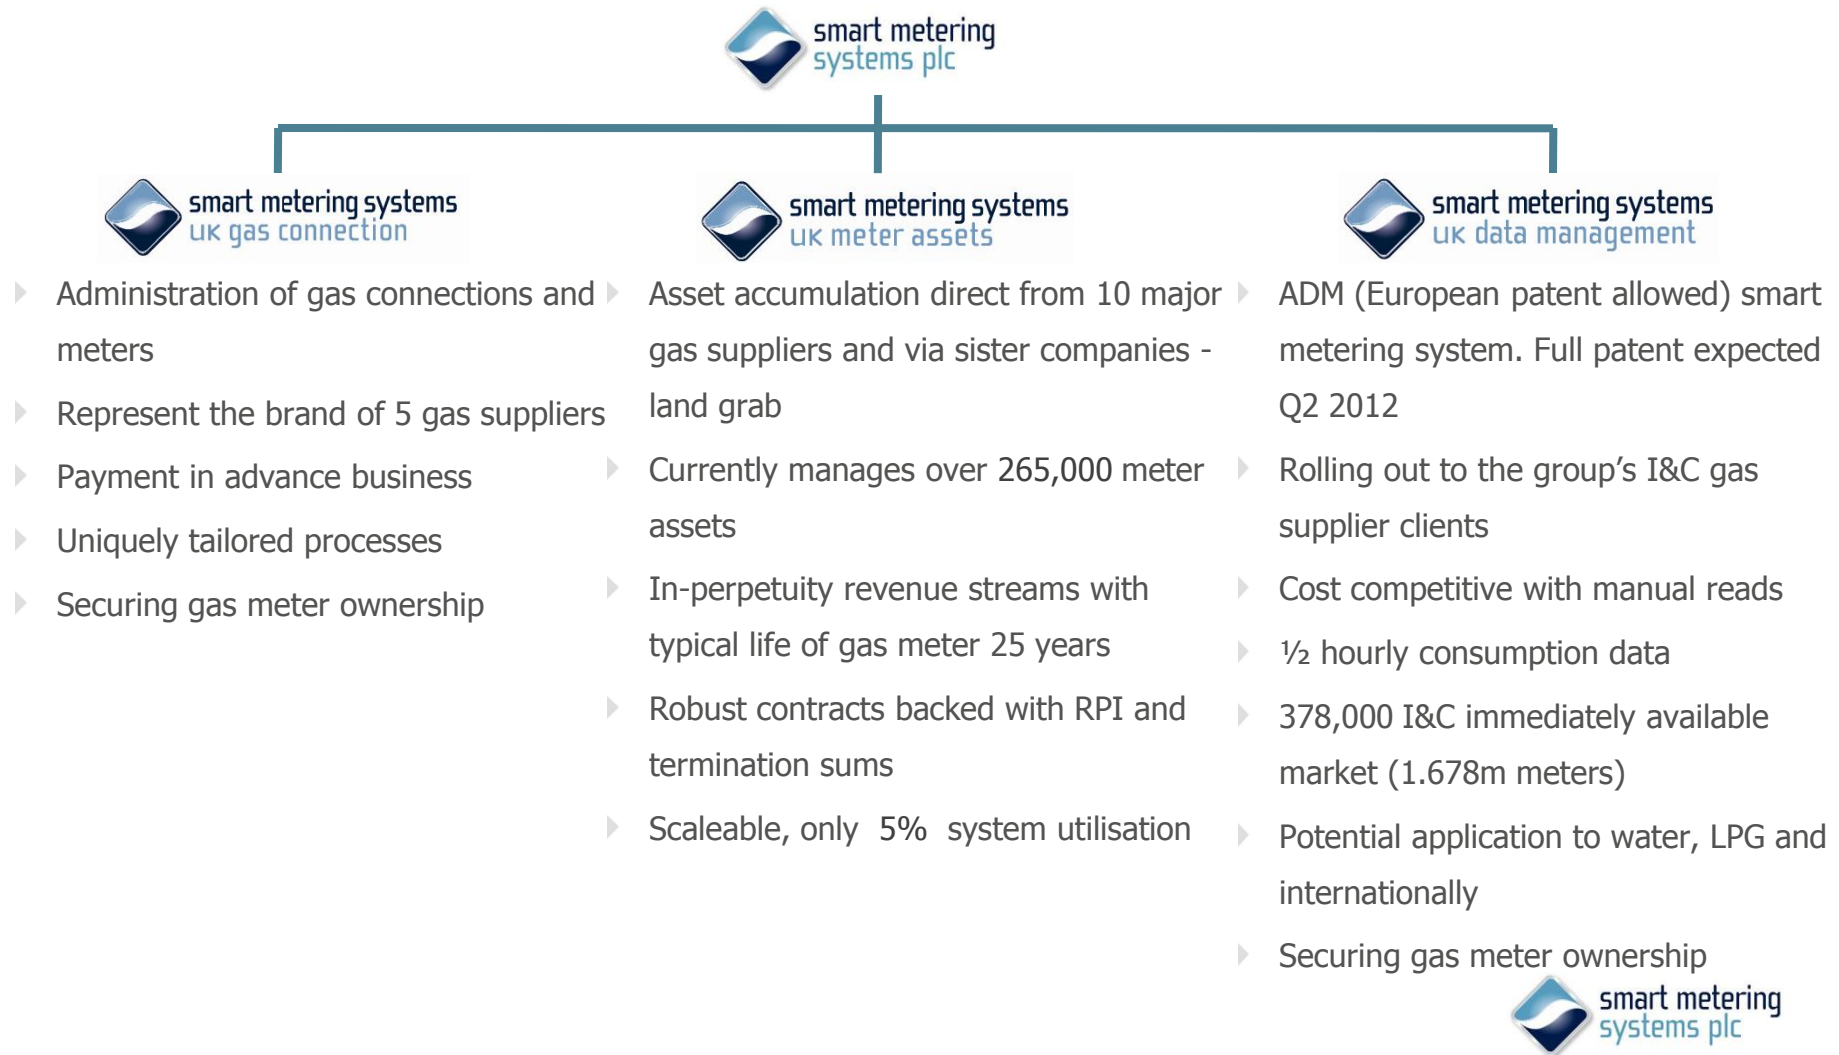 smart metering
systems plc
smart metering systems
uk gas connection
Administration of gas connections and
meters
Represent the brand of 5 gas suppliers
Payment in advance business
Uniquely tailored processes
Securing gas meter ownership
smart metering systems
uk meter assets
Asset accumulation direct from 10 major
gas suppliers and via sister companies -
land grab
Currently manages over 265,000 meter
assets
In-perpetuity revenue streams with
typical life of gas meter 25 years
Robust contracts backed with RPI and
termination sums
Scaleable, only 5% system utilisation
smart metering systems
uk data management
ADM (European patent allowed) smart
metering system. Full patent expected
Q2 2012
Rolling out to the group’s I&C gas
supplier clients
Cost competitive with manual reads
½ hourly consumption data
378,000 I&C immediately available
market (1.678m meters)
Potential application to water, LPG and
internationally
Securing gas meter ownership
smart metering
systems plc